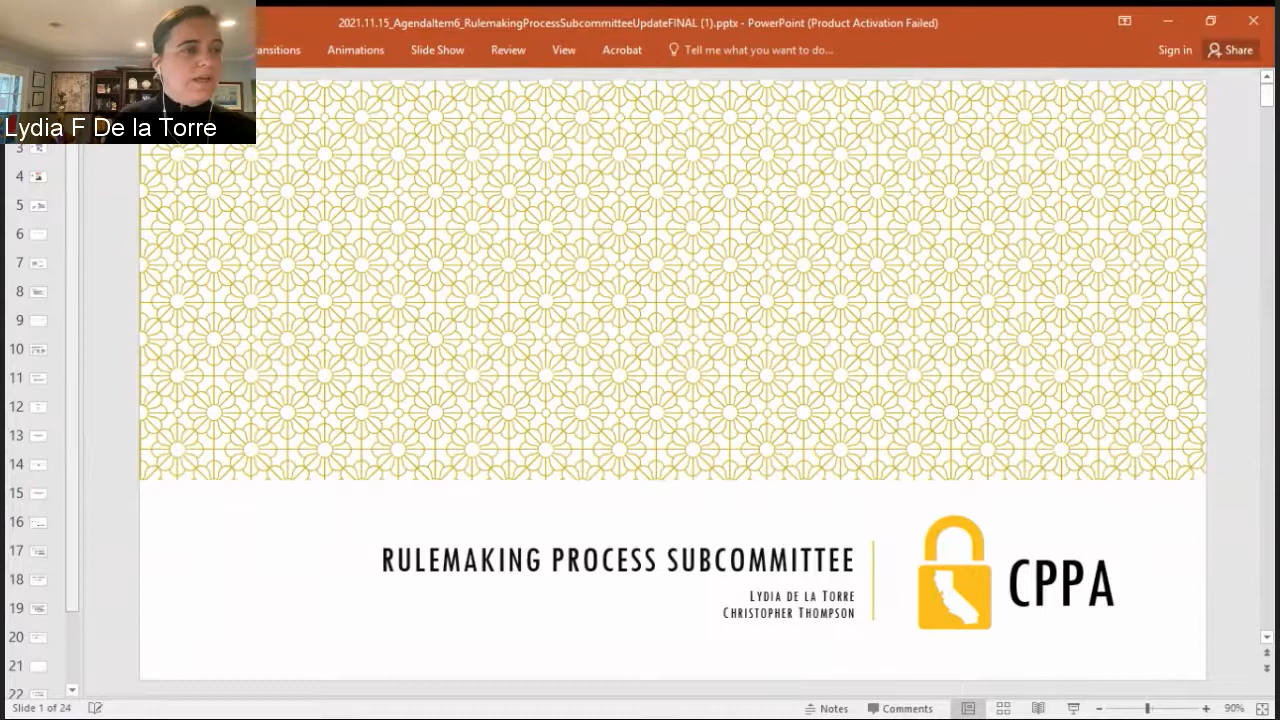 2021.11.15_AgendaItem6_RulemakingProcessSubcommitteeUpdateFINAL (1).pptx - PowerPoint (Product Activation Failed)
ansitions Animations Slide Show Review View Acrobat Tell me what you want to do... Sign in Share
Lydia F De la Torre
3
4
5
6
7
8
9
10
11
12
13
14
15
16
17
18
19
20
21
22
RULEMAKING PROCESS SUBCOMMITTEE
LYDIA DE LA TORRE
CHRISTOPHER THOMPSON
CPPA
Slide 1 of 24 Notes Comments 90%